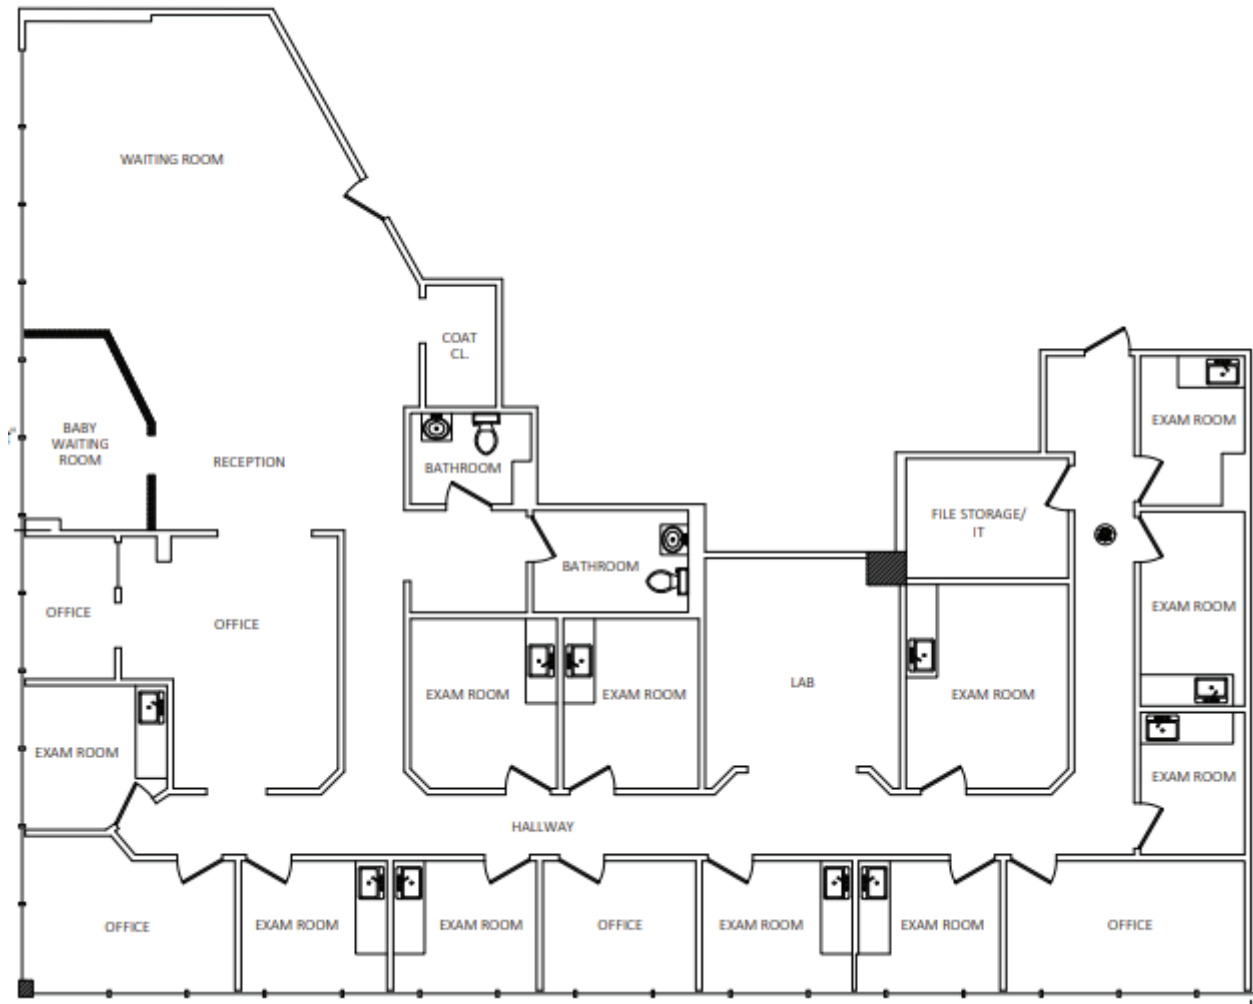 WAITING ROOM
COAT
CL.
BABY
WAITING
ROOM
RECEPTION
BATHROOM
EXAM ROOM
FILE STORAGE/
IT
BATHROOM
OFFICE
OFFICE
EXAM ROOM
EXAM ROOM
EXAM ROOM
LAB
EXAM ROOM
EXAM ROOM
EXAM ROOM
HALLWAY
OFFICE
EXAM ROOM
EXAM ROOM
OFFICE
EXAM ROOM
EXAM ROOM
OFFICE